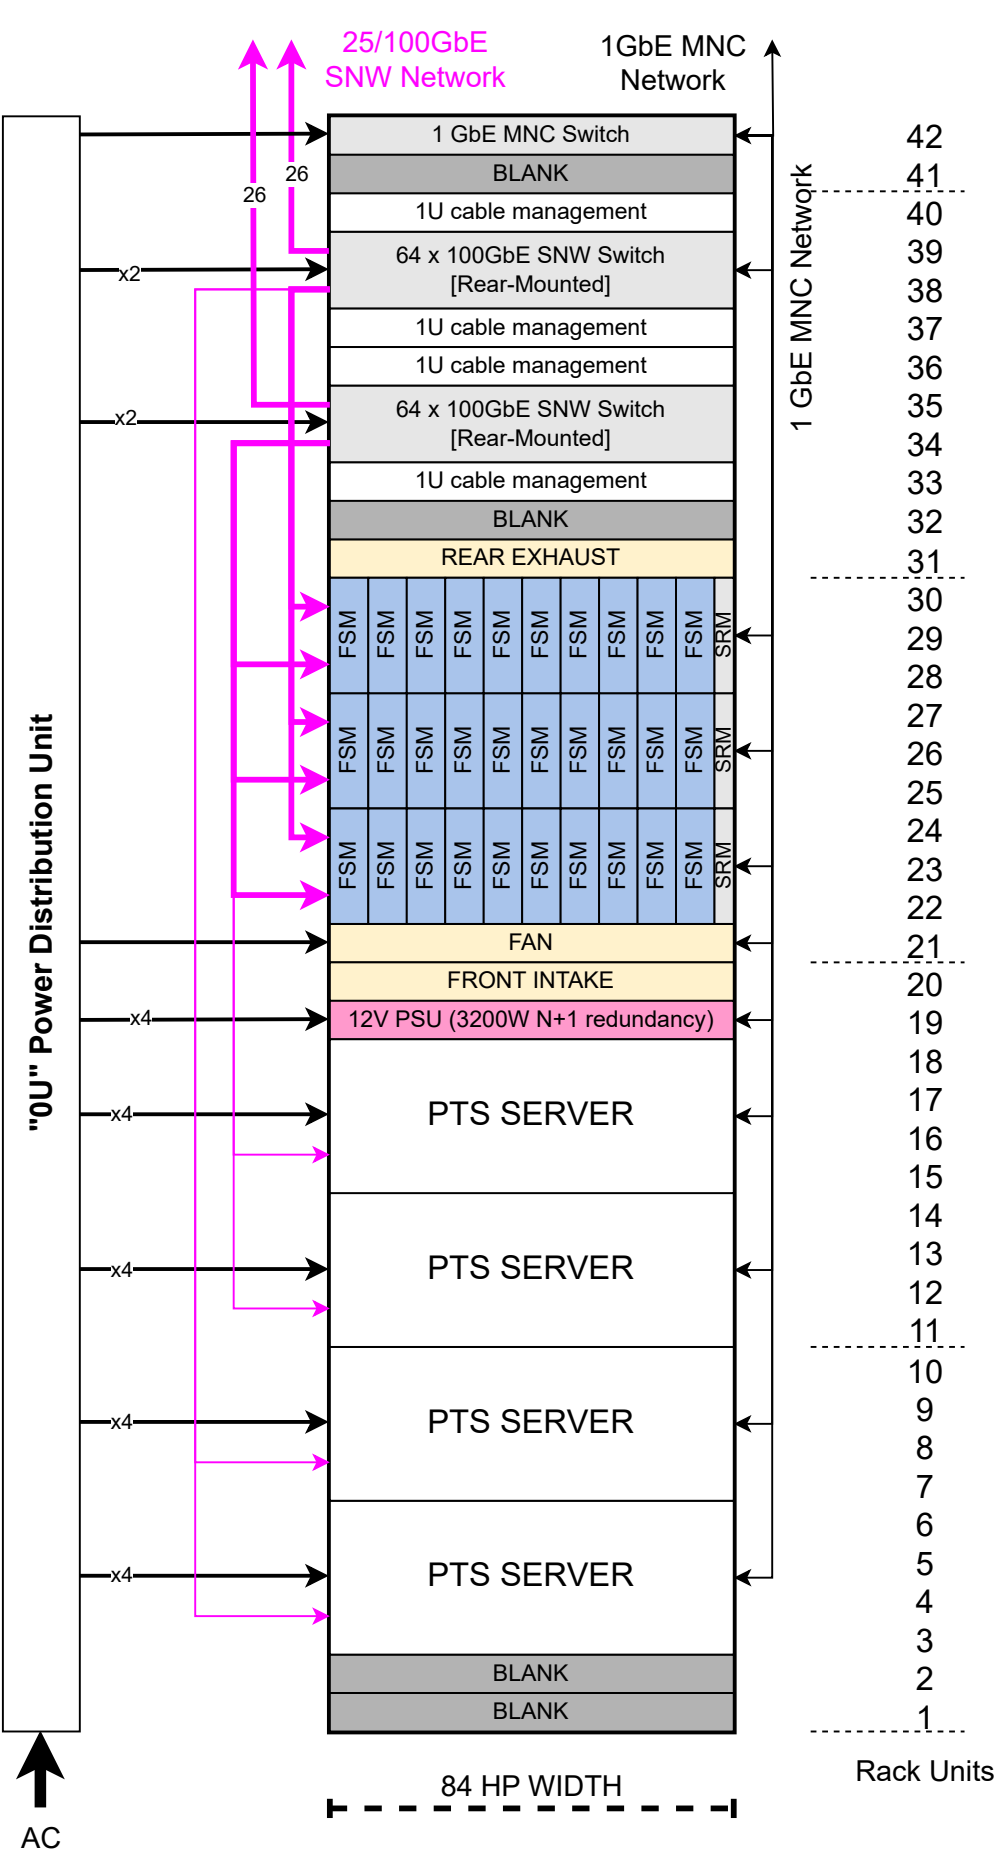 25/100GbE
SNW Network
1GbE MNC
Network
1 GbE MNC Switch
42
BLANK
41
26
26
1U cable management
40
64 x 100GbE SNW Switch
[Rear-Mounted]
39
x2
38
1 GbE MNC Network
1U cable management
37
1U cable management
36
64 x 100GbE SNW Switch
[Rear-Mounted]
35
x2
34
1U cable management
33
BLANK
32
REAR EXHAUST
31
30
FSM FSM FSM FSM FSM FSM FSM FSM FSM FSM SRM
29
28
27
FSM FSM FSM FSM FSM FSM FSM FSM FSM FSM SRM
26
25
24
FSM FSM FSM FSM FSM FSM FSM FSM FSM FSM SRM
23
22
FAN
21
FRONT INTAKE
20
x4
12V PSU (3200W N+1 redundancy)
19
"0U" Power Distribution Unit
18
x4
PTS SERVER
17
16
15
14
x4
PTS SERVER
13
12
11
10
x4
PTS SERVER
9
8
7
6
x4
PTS SERVER
5
4
3
BLANK
2
BLANK
1
Rack Units
84 HP WIDTH
AC